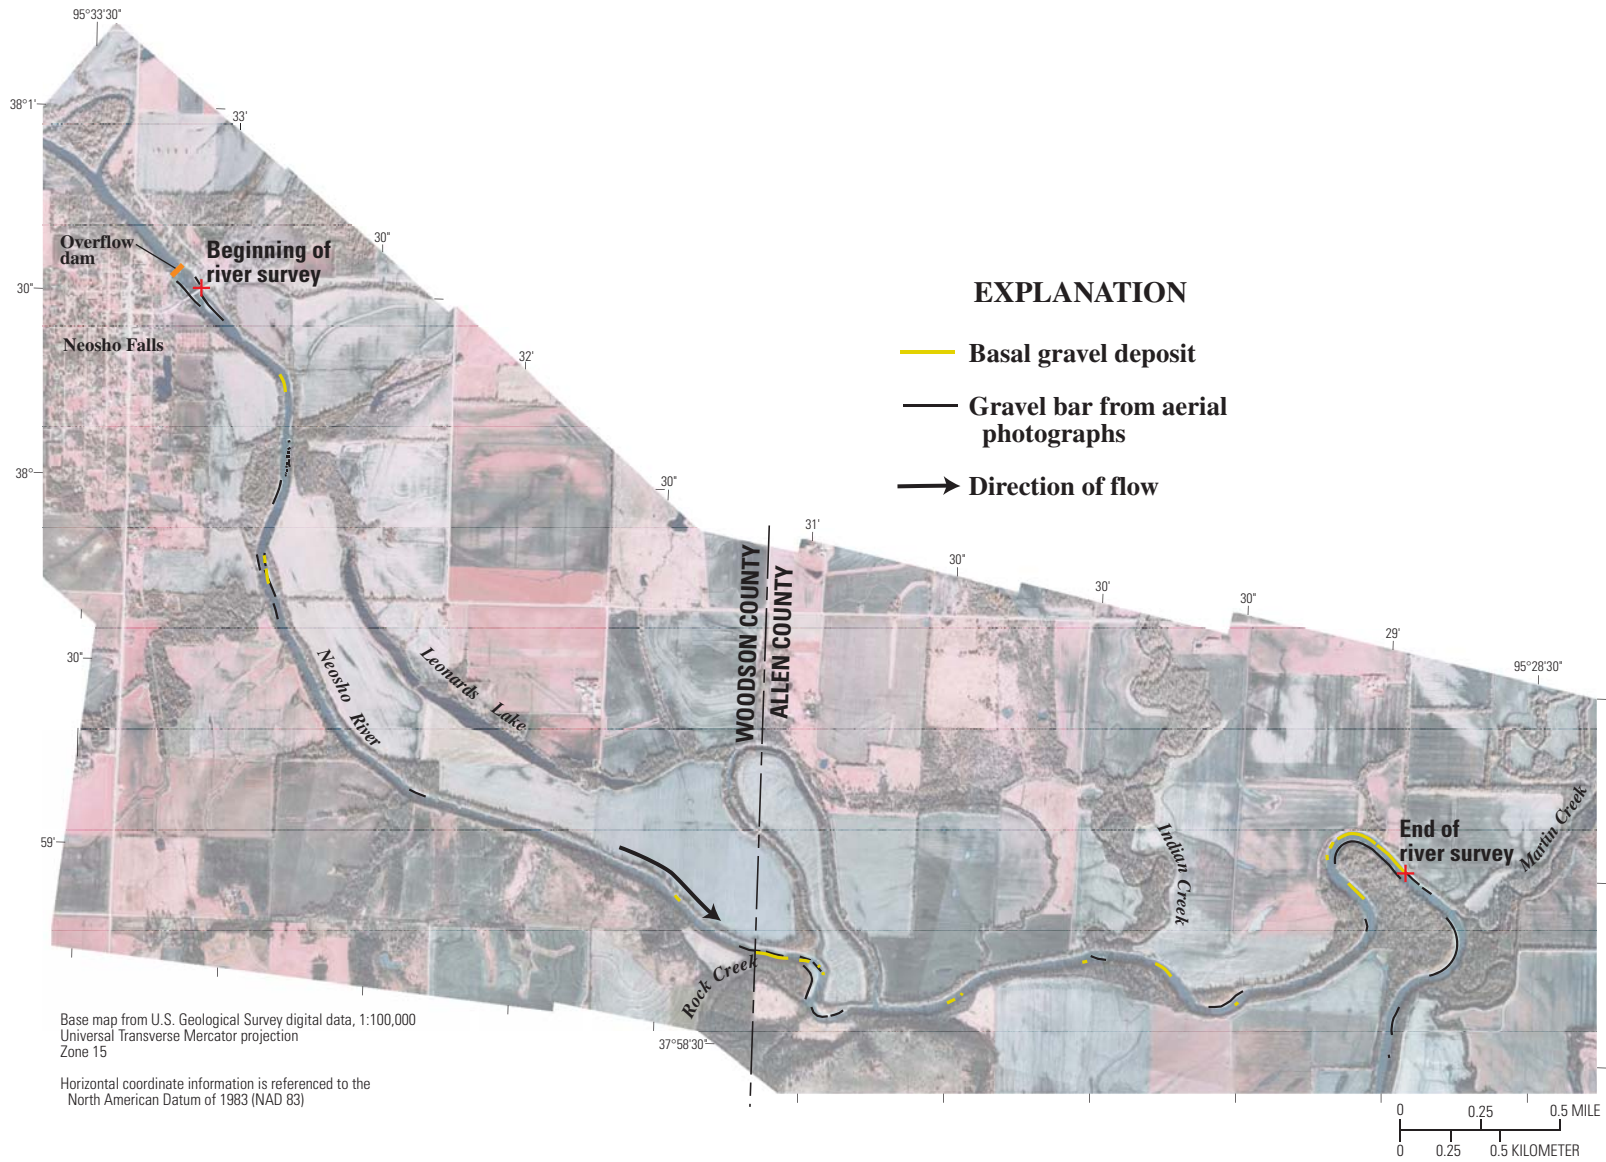 95°33'30"
38°1'
33'
Overflow
dam
Beginning of
river survey
30"
30"
Neosho Falls
32'
EXPLANATION
Basal gravel deposit
Gravel bar from aerial
photographs
Direction of flow
38°
30"
31'
30"
30'
30"
29'
95°28'30"
WOODSON COUNTY
ALLEN COUNTY
30"
Neosho River
Leonards Lake
59'
Indian Creek
End of
river survey
Martin Creek
Rock Creek
37°58'30"
Base map from U.S. Geological Survey digital data, 1:100,000
Universal Transverse Mercator projection
Zone 15
Horizontal coordinate information is referenced to the
North American Datum of 1983 (NAD 83)
0 0.25 0.5 MILE
0 0.25 0.5 KILOMETER